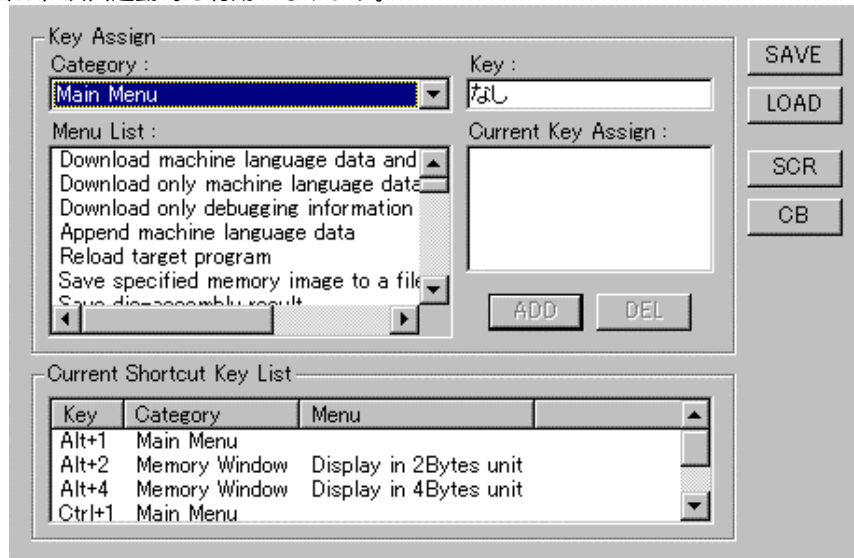 Key Assign
Category :
Key :
SAVE
Main Menu
なし
LOAD
Menu List :
Current Key Assign :
Download machine language data and
SCR
Download only machine language data
Download only debugging information
CB
Append machine language data
Reload target program
Save specified memory image to a file
ADD
DEL
Current Shortcut Key List
Key Category Menu
Alt+1 Main Menu
Alt+2 Memory Window Display in 2Bytes unit
Alt+4 Memory Window Display in 4Bytes unit
Ctrl+1 Main Menu